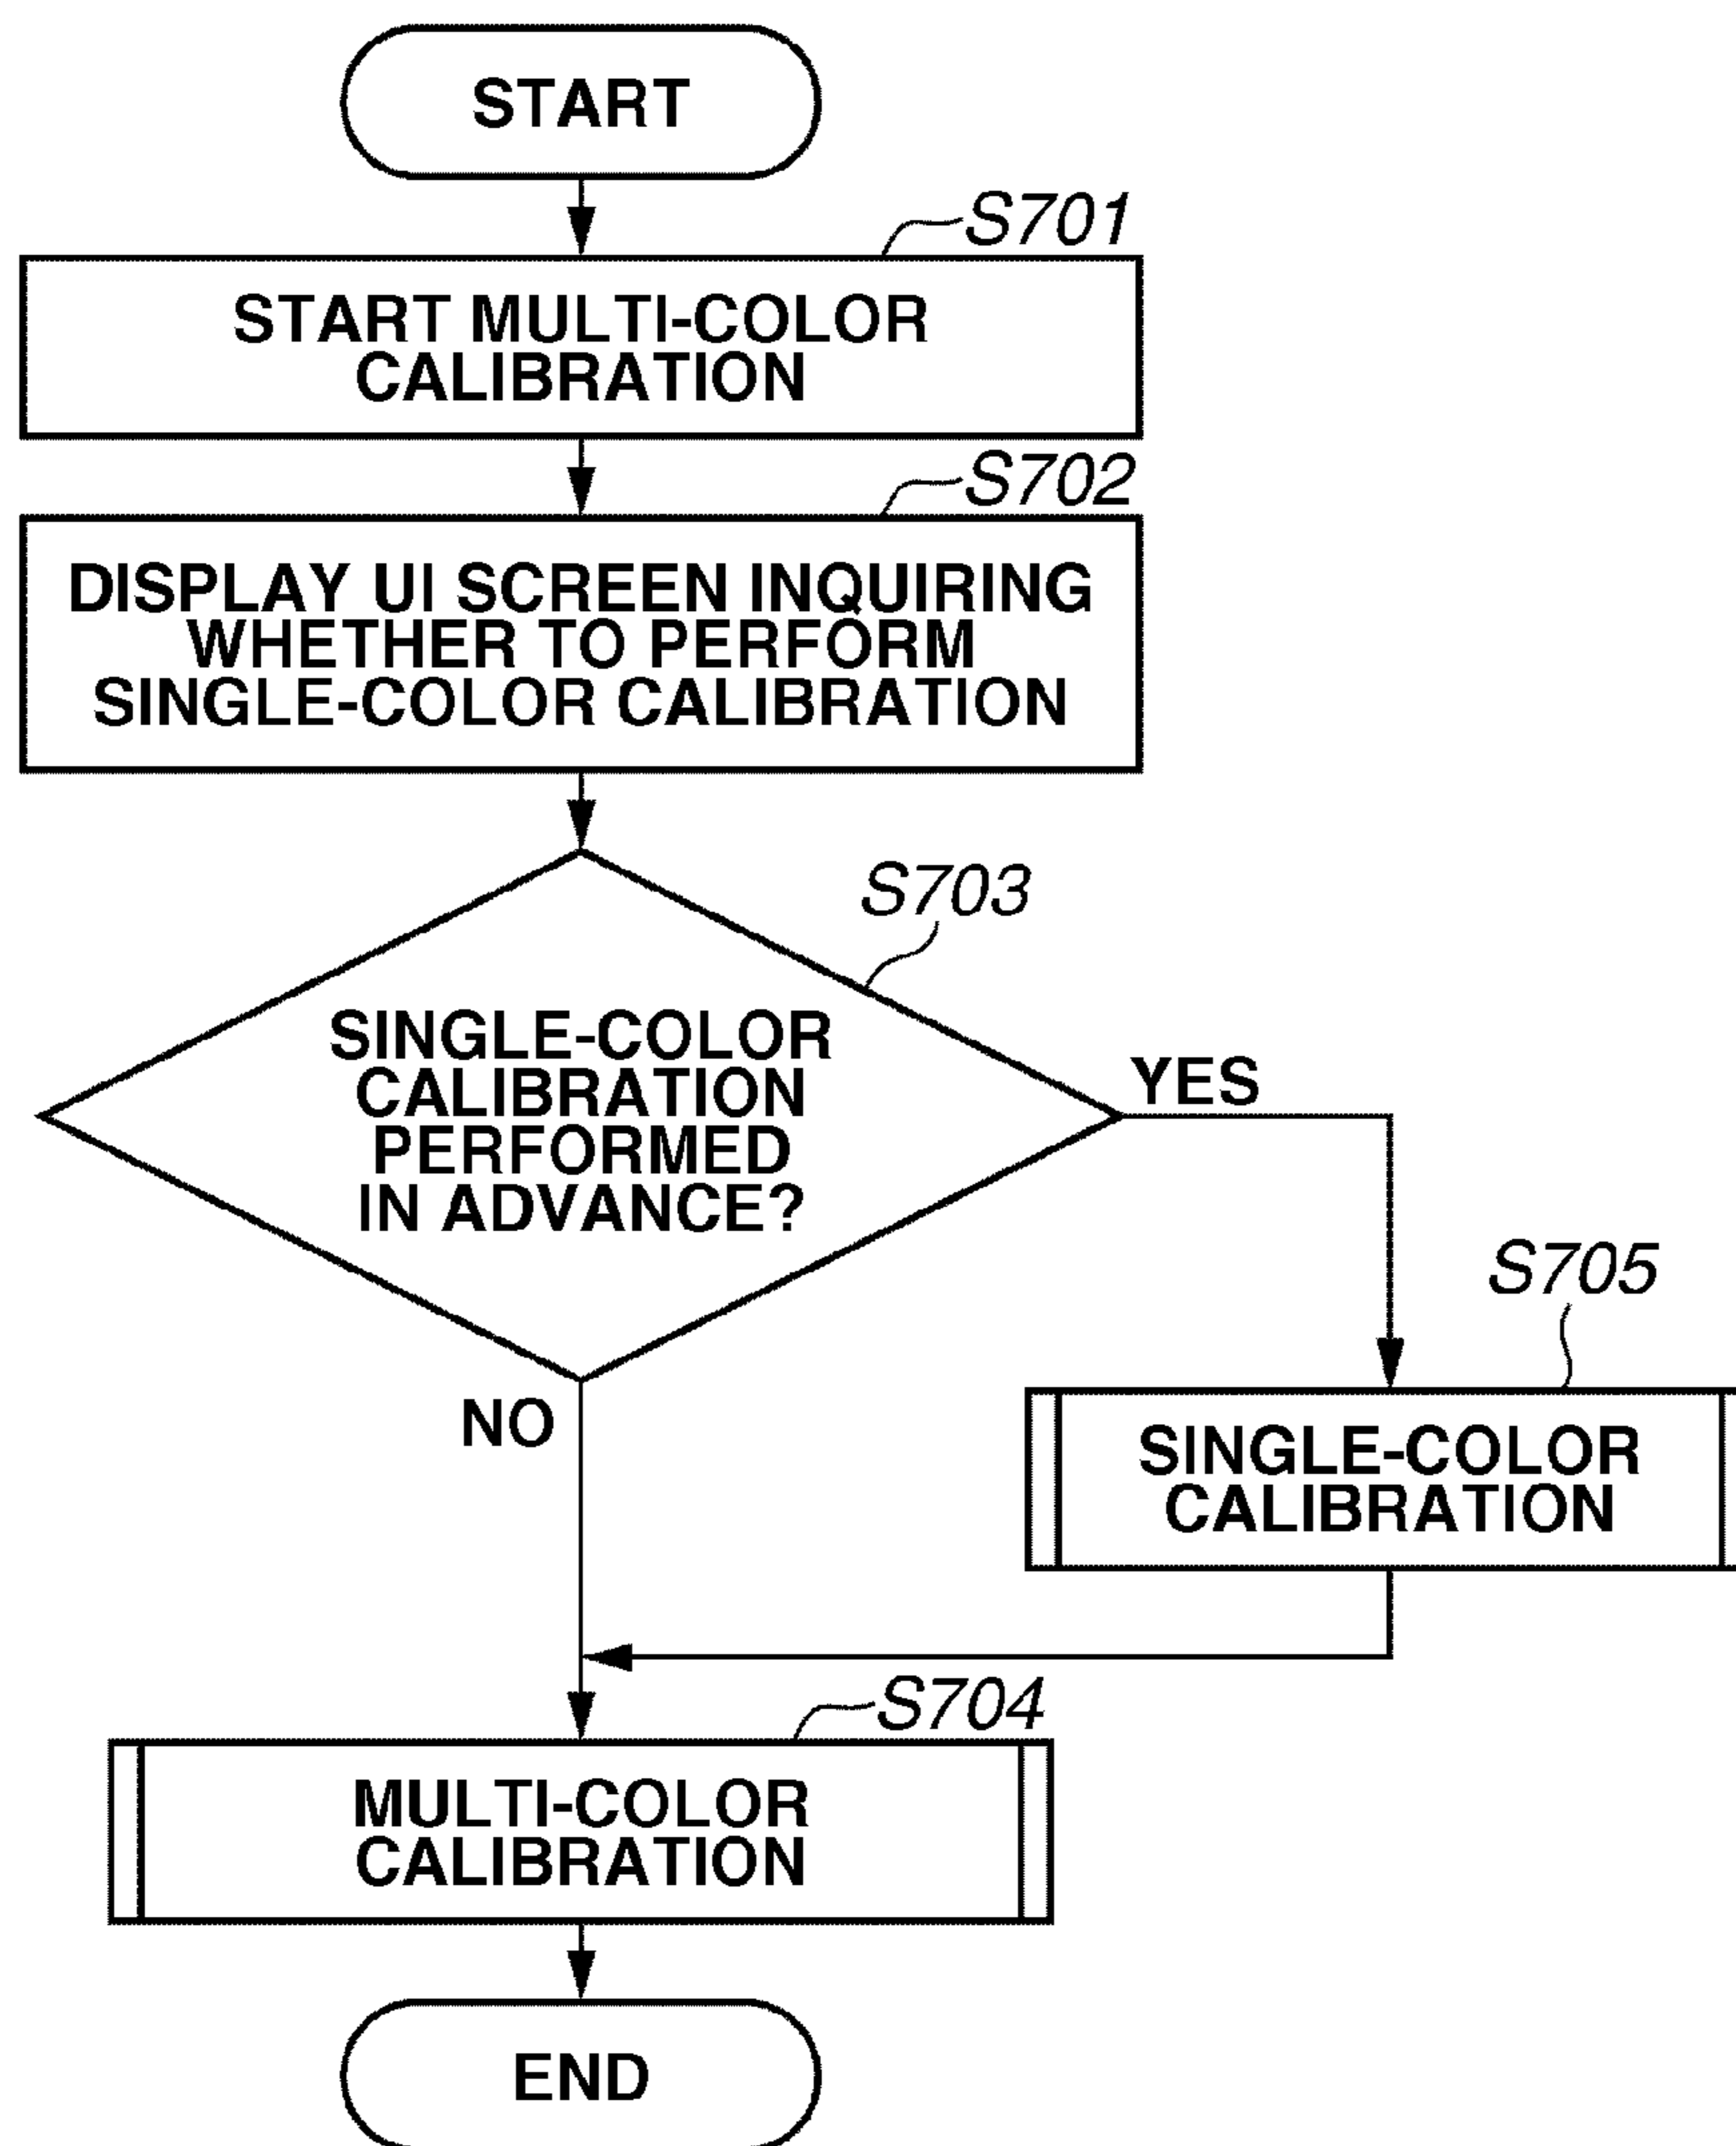 START
S701
START MULTI-COLOR
CALIBRATION
S702
DISPLAY UI SCREEN INQUIRING
WHETHER TO PERFORM
SINGLE-COLOR CALIBRATION
S703
SINGLE-COLOR
CALIBRATION
PERFORMED
IN ADVANCE?
YES
NO
S705
SINGLE-COLOR
CALIBRATION
S704
MULTI-COLOR
CALIBRATION
END